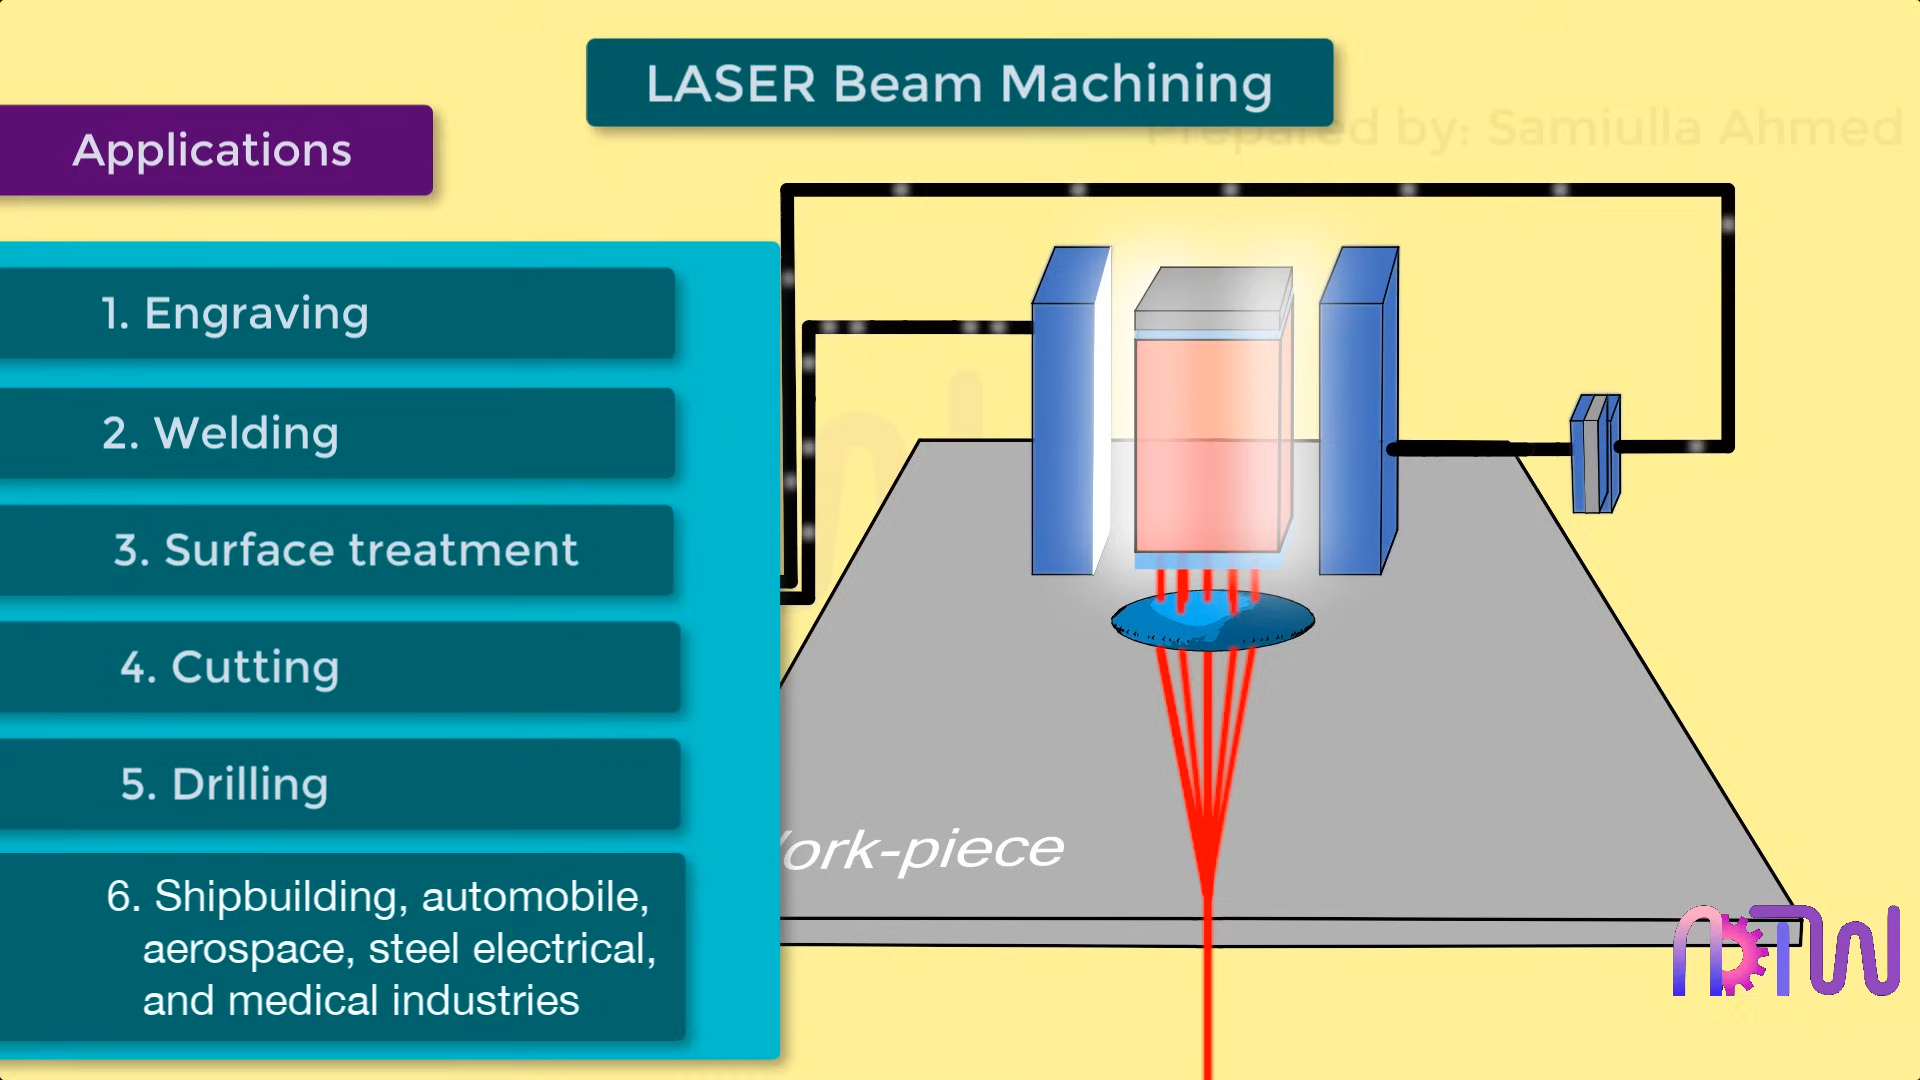 LASER Beam Machining
Prepared by: Samiulla Ahmed
Applications
1. Engraving
2. Welding
3. Surface treatment
4. Cutting
5. Drilling
6. Shipbuilding, automobile,
aerospace, steel electrical,
and medical industries
ork-piece